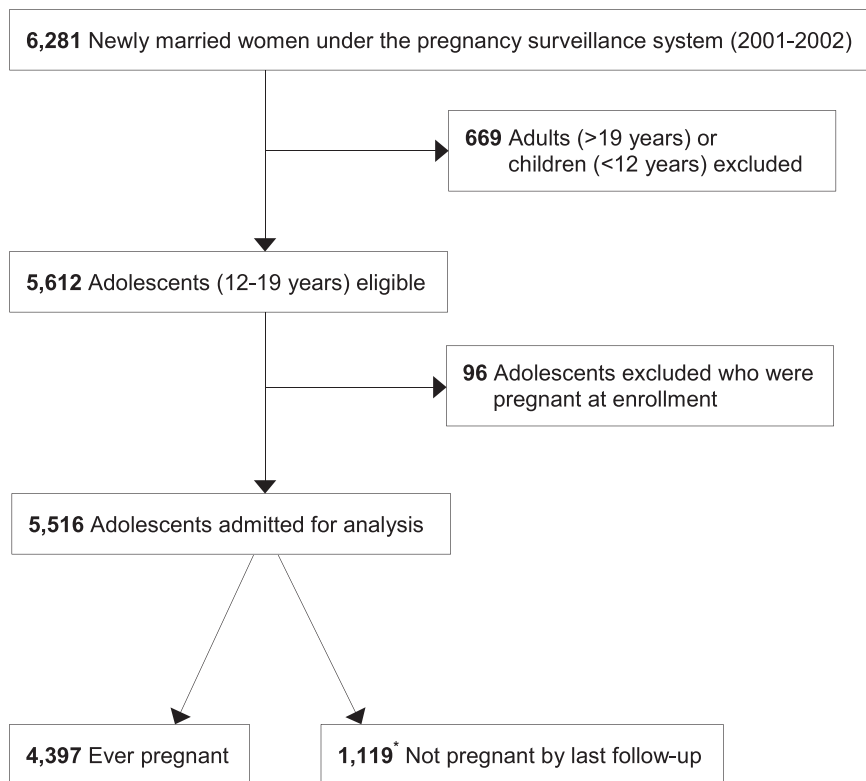 6,281 Newly married women under the pregnancy surveillance system (2001-2002)
669 Adults (>19 years) or
children (<12 years) excluded
5,612 Adolescents (12-19 years) eligible
96 Adolescents excluded who were
pregnant at enrollment
5,516 Adolescents admitted for analysis
4,397 Ever pregnant
1,119* Not pregnant by last follow-up